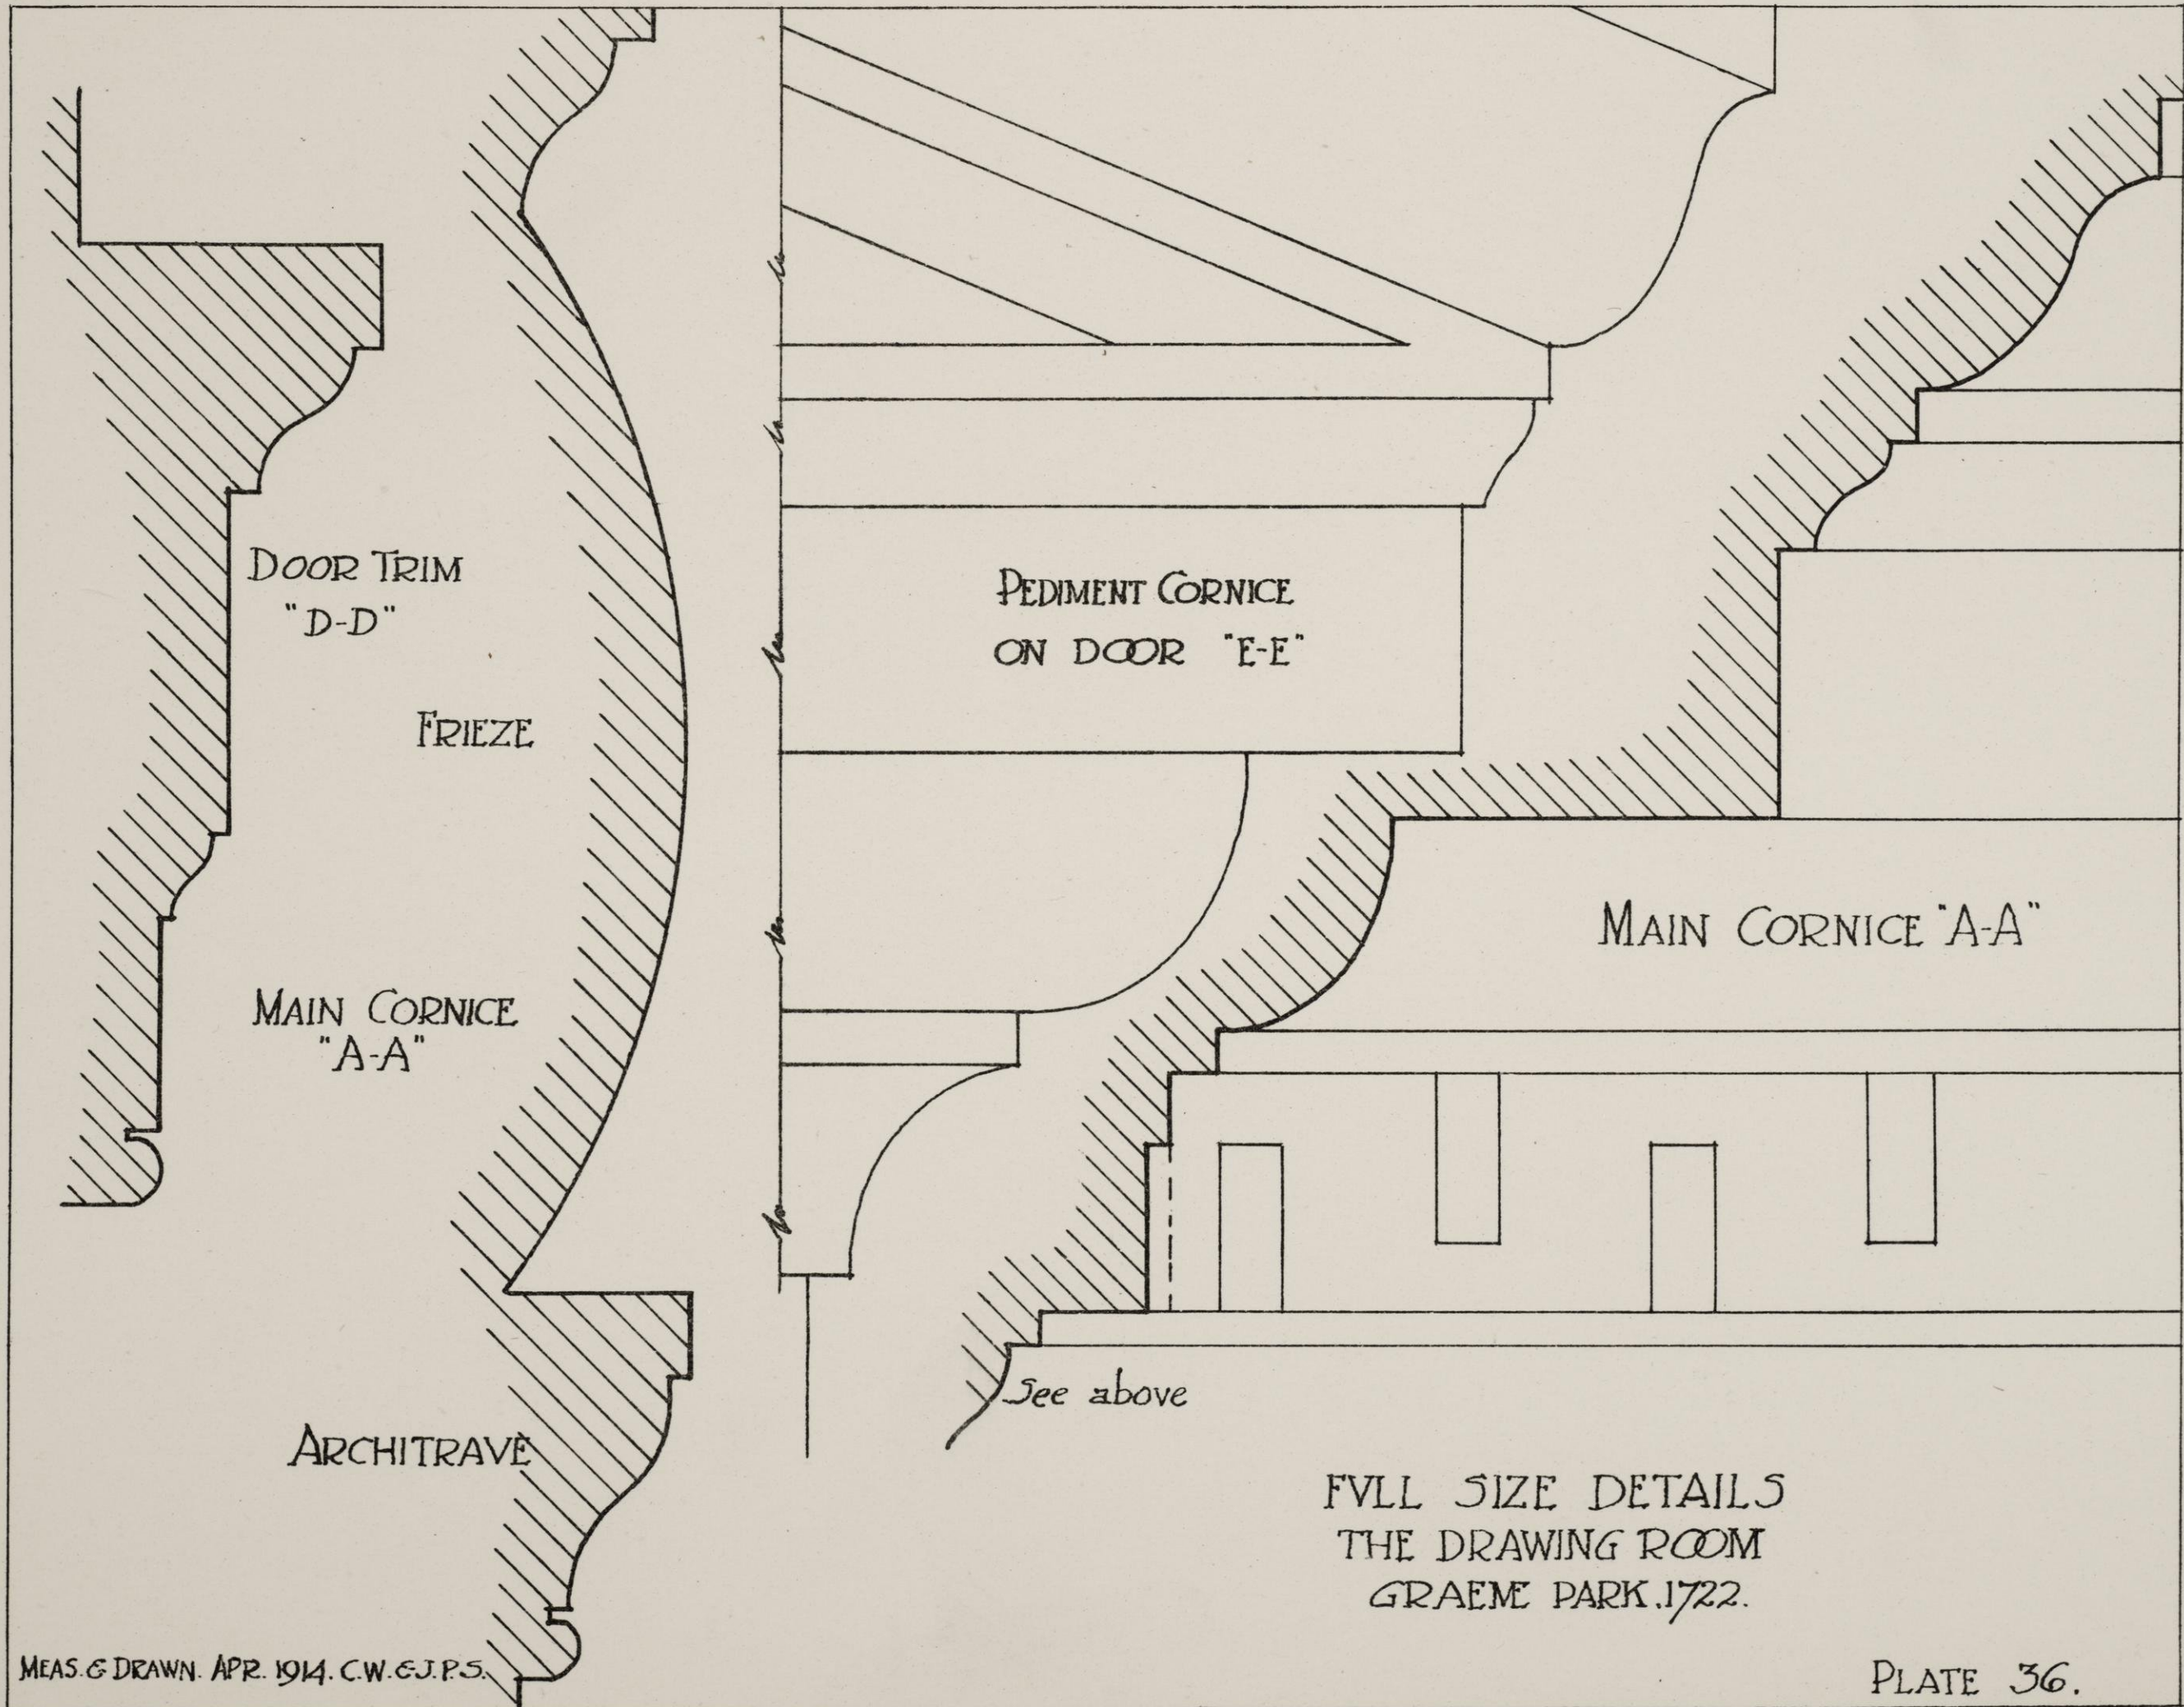 DOOR TRIM
"D-D"
FRIEZE
MAIN CORNICE
"A-A"
ARCHITRAVE
PEDIMENT CORNICE
ON DOOR "E-E"
MAIN CORNICE "A-A"
See above
FVLL SIZE DETAILS
THE DRAWING ROOM
GRAEME PARK.1722.
MEAS. & DRAWN. APR. 1914. C.W. & J.P.S.
PLATE 36.